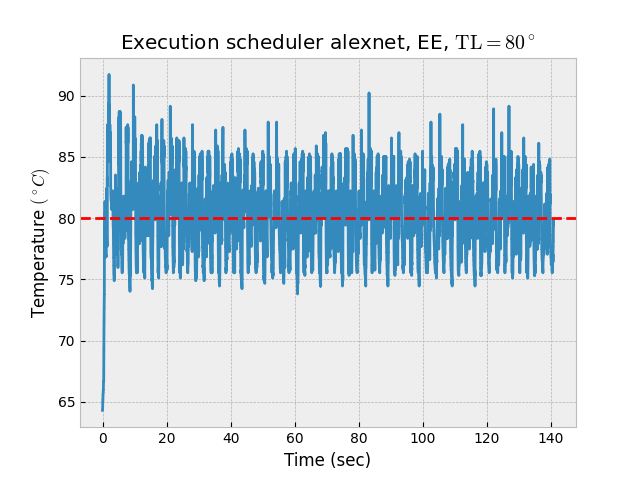 Execution scheduler alexnet, EE, TL = 80°
90
85
80
75
70
65
Temperature (°C)
0 20 40 60 80 100 120 140
Time (sec)